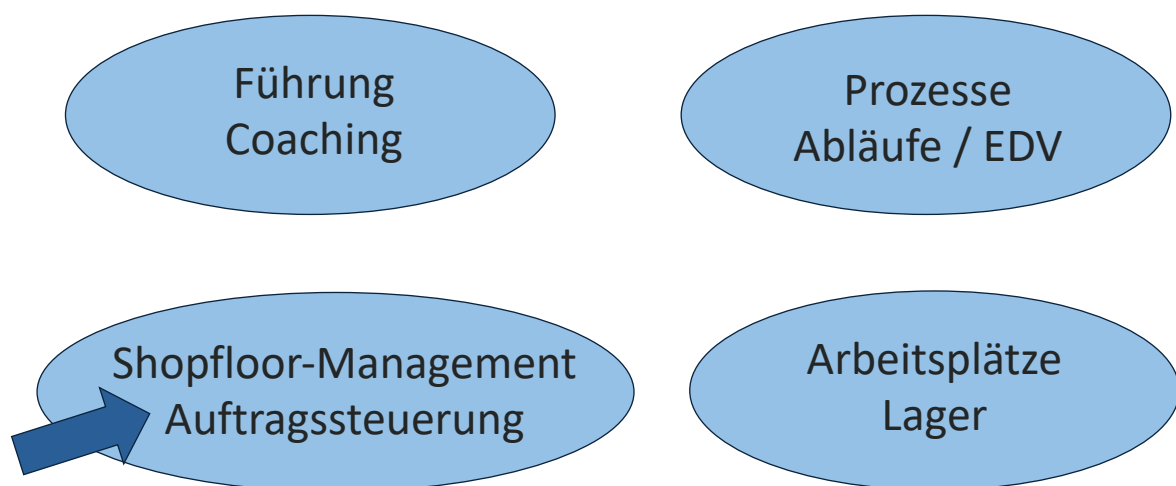 Führung
Coaching
Prozesse
Abläufe / EDV
Shopfloor-Management
Auftragssteuerung
Arbeitsplätze
Lager